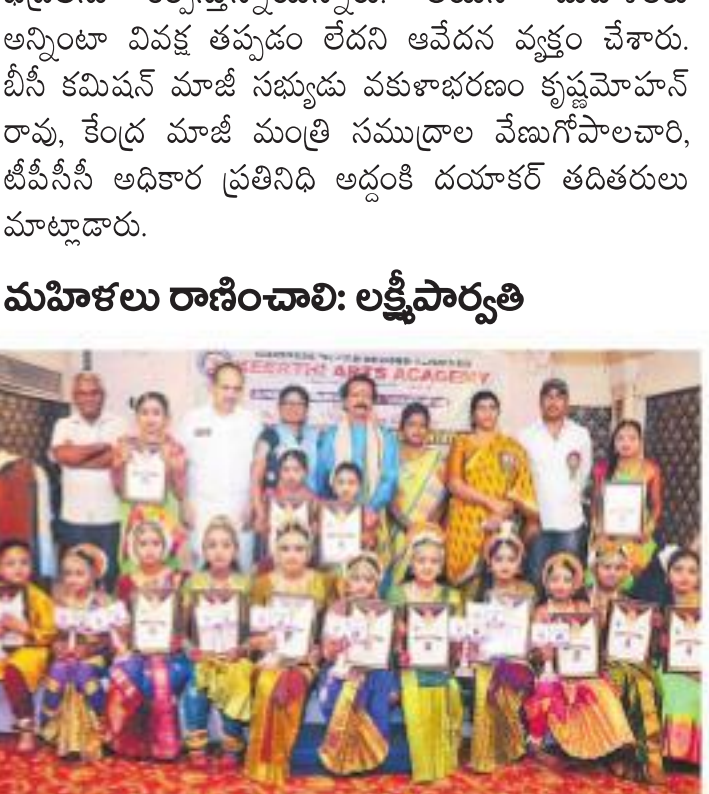 అన్నింటా వివక్ష తప్పడం లేదని ఆవేదన వ్యక్తం చేశారు.
బీసీ కమిషన్ మాజీ సభ్యుడు వకుళాభరణం కృష్ణమోహన్
రావు, కేంద్ర మాజీ మంత్రి సముద్రాల వేణుగోపాలచారి,
టీపీసీసీ అధికార ప్రతినిధి అద్దంకి దయాకర్ తదితరులు
మాట్లాడారు.
మహిళలు రాణించాలి: లక్ష్మీపార్వతి
KEERTHI ARTS ACADEMY